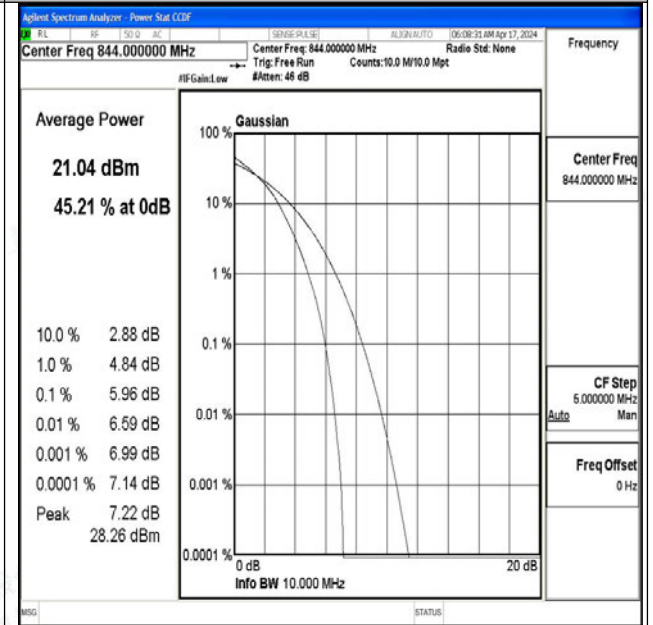 Agilent Spectrum Analyzer - Power Stat CCDF
RL RF 50 Ω AC SENSE:PULSE ALIGN AUTO 06:08:31 AM Apr 17, 2024
Center Freq 844.000000 MHz
Center Freq: 844.000000 MHz Radio Std: None
Trig: Free Run Counts:10.0 M/10.0 Mpt
#IFGain:Low #Atten: 46 dB
Frequency
Average Power
21.04 dBm
45.21 % at 0dB
10.0 % 2.88 dB
1.0 % 4.84 dB
0.1 % 5.96 dB
0.01 % 6.59 dB
0.001 % 6.99 dB
0.0001 % 7.14 dB
Peak 7.22 dB
28.26 dBm
Gaussian
100 %
10 %
1 %
0.1 %
0.01 %
0.001 %
0.0001 %
0 dB 20 dB
Info BW 10.000 MHz
Center Freq
844.000000 MHz
CF Step
5.000000 MHz
Auto Man
Freq Offset
0 Hz
MSG STATUS